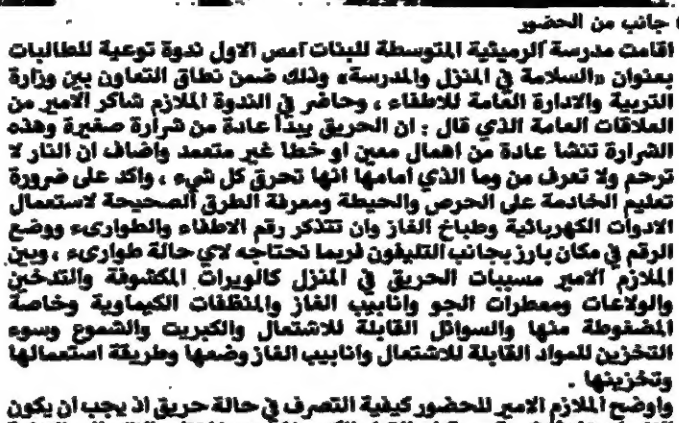 جانب من الحضور
اقامت مدرسة الرميثية المتوسطة للبنات امس الاول ندوة توعية للطالبات
بعنوان «السلامة في المنزل والمدرسة» وذلك ضمن نطاق التعاون بين وزارة
التربية والادارة العامة للاطفاء ، وحاضر في الندوة الملازم شاكر الامير من
العلاقات العامة الذي قال : ان الحريق يبدأ عادة من شرارة صغيرة وهذه
الشرارة تنشا عادة من اهمال معين او خطا غير متعمد واضاف ان النار لا
ترحم ولا تعرف من وما الذي امامها انها تحرق كل شيء ، واكد على ضرورة
تعليم الخادمة على الحرص والحيطة ومعرفة الطرق الصحيحة لاستعمال
الادوات الكهربائية وطباخ الغاز وان تتذكر رقم الاطفاء والطوارىء ووضع
الرقم في مكان بارز بجانب التليفون فربما تحتاجه لاي حالة طوارىء ، وبين
الملازم الامير مسببات الحريق في المنزل كالويرات المكشوفة والتدخين
والولاعات ومعطرات الجو وانابيب الغاز والمنظفات الكيماوية وخاصة
المضغوطة منها والسوائل القابلة للاشتعال والكبريت والشموع وسوء
التخزين للمواد القابلة للاشتعال وانابيب الغاز وضعها وطريقة استعمالها
وتخزينها .
واوضح الملازم الامير للحضور كيفية التصرف في حالة حريق اذ يجب ان يكون